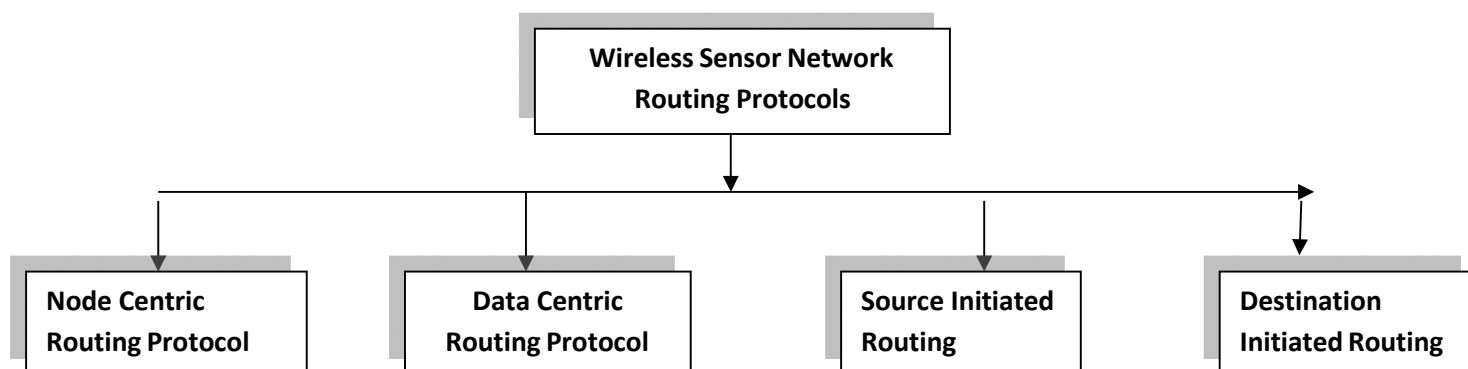 Wireless Sensor Network
Routing Protocols
Node Centric
Routing Protocol
Data Centric
Routing Protocol
Source Initiated
Routing
Destination
Initiated Routing